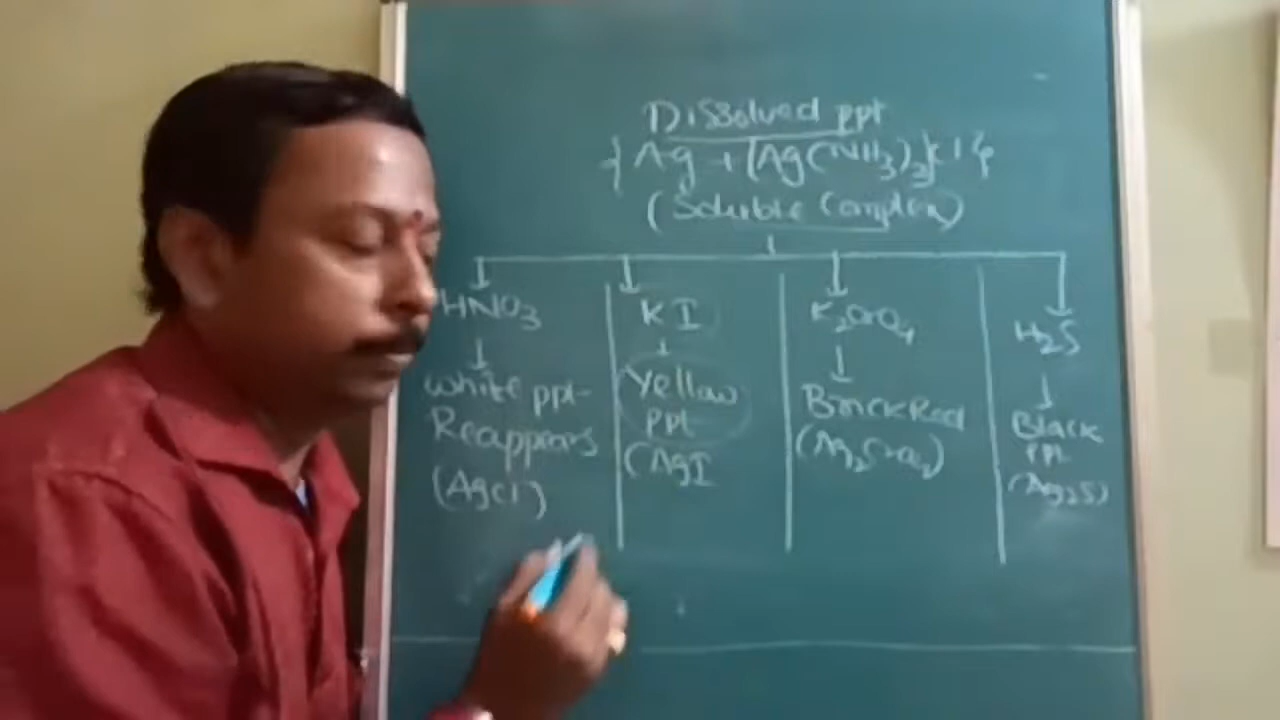 Dissolved ppt
{ Ag + [Ag(NH3)2]Cl }
(Soluble Complex)
HNO3
White ppt
Reappears
(AgCl)
KI
Yellow
ppt
(AgI
K2CrO4
Brick Red
(Ag2CrO4)
H2S
Black
ppt
(Ag2S)